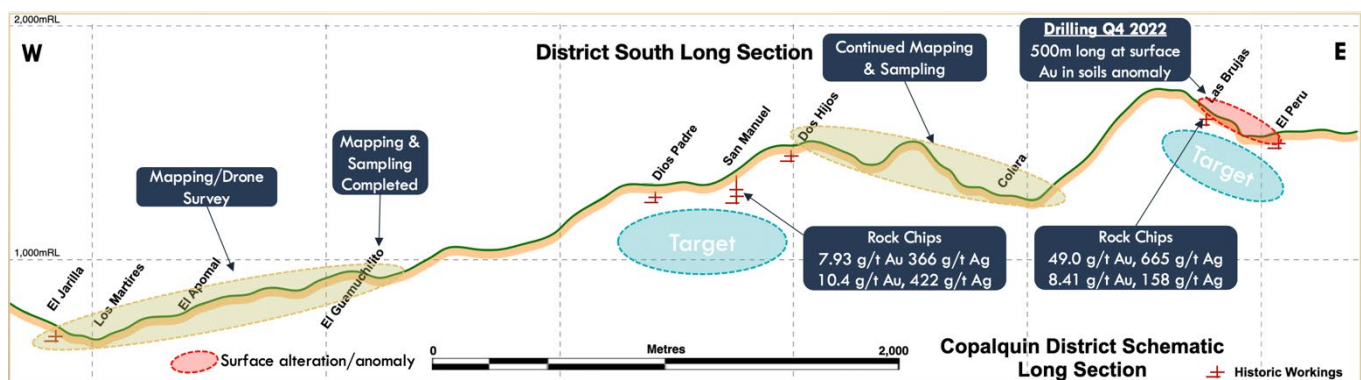 2,000mRL
W
District South Long Section
Continued Mapping
& Sampling
Drilling Q4 2022
500m long at surface
Au in soils anomaly
E
Las Brujas
El Peru
Mapping &
Sampling
Completed
Mapping/Drone
Survey
Dios Padre
San Manuel
Dos Hijos
Colera
Target
Target
1,000mRL
Rock Chips
7.93 g/t Au 366 g/t Ag
10.4 g/t Au, 422 g/t Ag
Rock Chips
49.0 g/t Au, 665 g/t Ag
8.41 g/t Au, 158 g/t Ag
El Jarilla
Los Martires
El Apomal
El Guamuchilito
Surface alteration/anomaly
0
Metres
2,000
Copalquin District Schematic
Long Section
Historic Workings